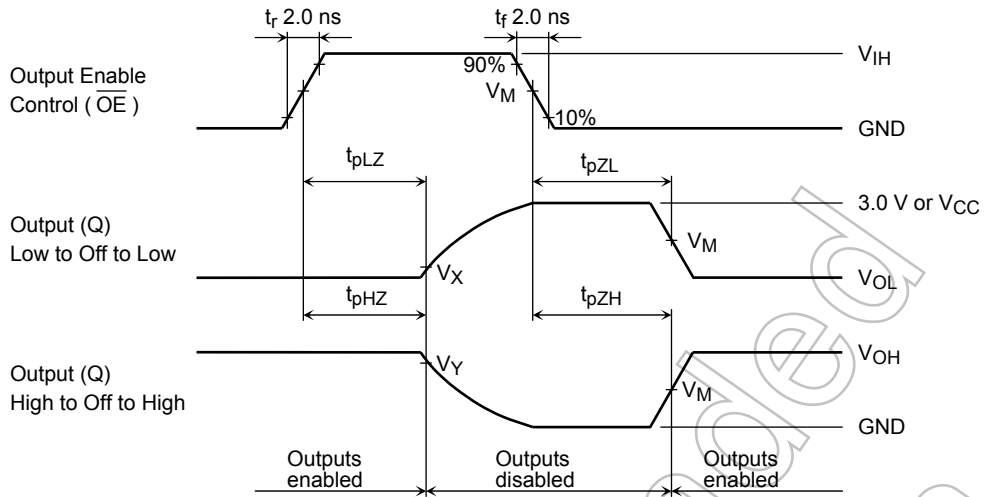 tr 2.0 ns
tf 2.0 ns
Output Enable
Control ( OE )
90%
VM
10%
VIH
GND
tpLZ
tpZL
Output (Q)
Low to Off to Low
VX
VM
3.0 V or VCC
VOL
tpHZ
tpZH
Output (Q)
High to Off to High
VY
VM
VOH
GND
Outputs
enabled
Outputs
disabled
Outputs
enabled